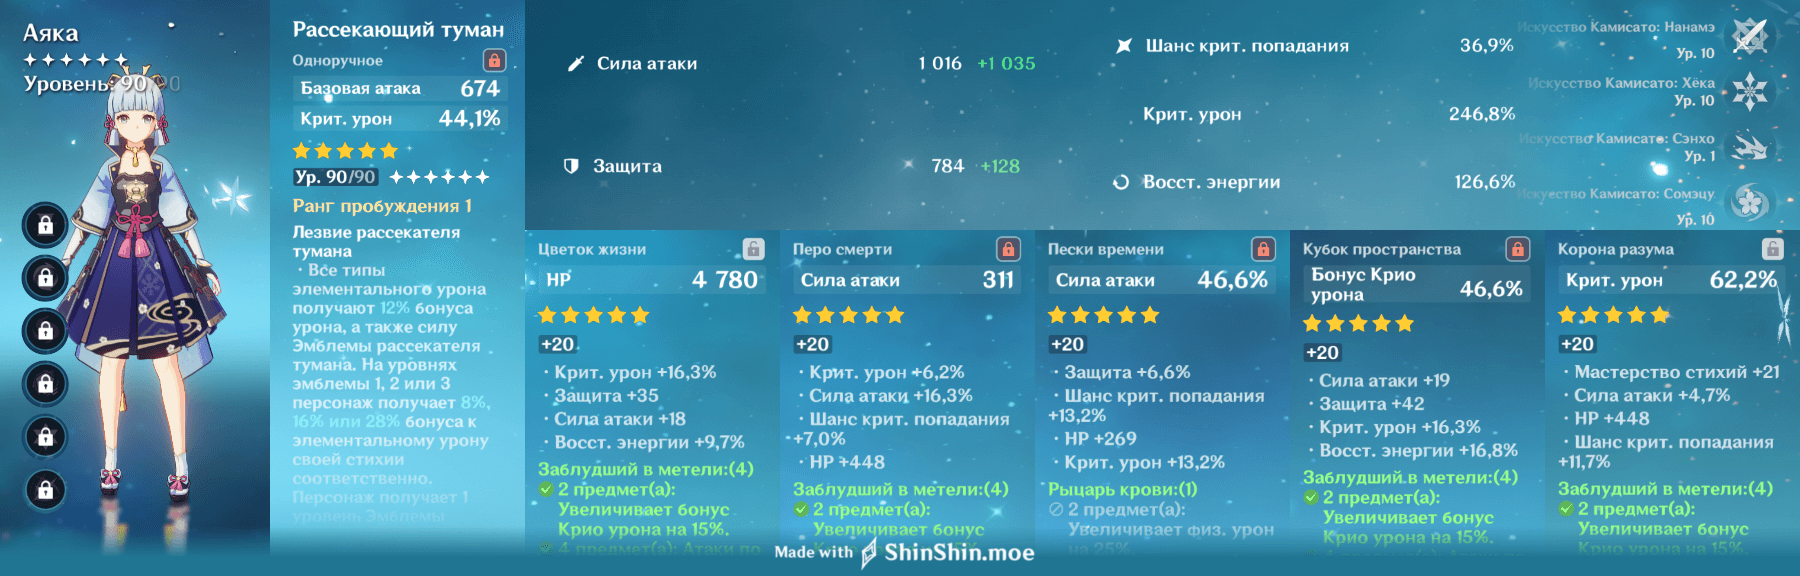 Аяка
Уровень: 90/90
Рассекающий туман
Одноручное
Базовая атака 674
Крит. урон 44,1%
Ур. 90/90
Ранг пробуждения 1
Лезвие рассекателя
тумана
· Все типы
элементального урона
получают 12% бонуса
урона, а также силу
Эмблемы рассекателя
тумана. На уровнях
эмблемы 1, 2 или 3
персонаж получает 8%,
16% или 28% бонуса к
элементальному урону
своей стихии
соответственно.
Персонаж получает 1
уровень Эмблемы
Сила атаки 1 016 +1 035
Защита 784 +128
Шанс крит. попадания 36,9%
Крит. урон 246,8%
Восст. энергии 126,6%
Искусство Камисато: Нанамэ
Ур. 10
Искусство Камисато: Хёка
Ур. 10
Искусство Камисато: Сэнхо
Ур. 1
Искусство Камисато: Сомэцу
Ур. 10
Цветок жизни
HP 4 780
+20
· Крит. урон +16,3%
· Защита +35
· Сила атаки +18
· Восст. энергии +9,7%
Заблудший в метели:(4)
2 предмет(а):
Увеличивает бонус
Крио урона на 15%.
4 предмет(а): Атаки по
Перо смерти
Сила атаки 311
+20
· Крит. урон +6,2%
· Сила атаки +16,3%
· Шанс крит. попадания
+7,0%
· HP +448
Заблудший в метели:(4)
2 предмет(а):
Увеличивает бонус
Пески времени
Сила атаки 46,6%
+20
· Защита +6,6%
· Шанс крит. попадания
+13,2%
· HP +269
· Крит. урон +13,2%
Рыцарь крови:(1)
2 предмет(а):
Увеличивает физ. урон
на 25%.
Кубок пространства
Бонус Крио
урона 46,6%
+20
· Сила атаки +19
· Защита +42
· Крит. урон +16,3%
· Восст. энергии +16,8%
Заблудший в метели:(4)
2 предмет(а):
Увеличивает бонус
Крио урона на 15%.
Корона разума
Крит. урон 62,2%
+20
· Мастерство стихий +21
· Сила атаки +4,7%
· HP +448
· Шанс крит. попадания
+11,7%
Заблудший в метели:(4)
2 предмет(а):
Увеличивает бонус
Крио урона на 15%.
Made with ShinShin.moe